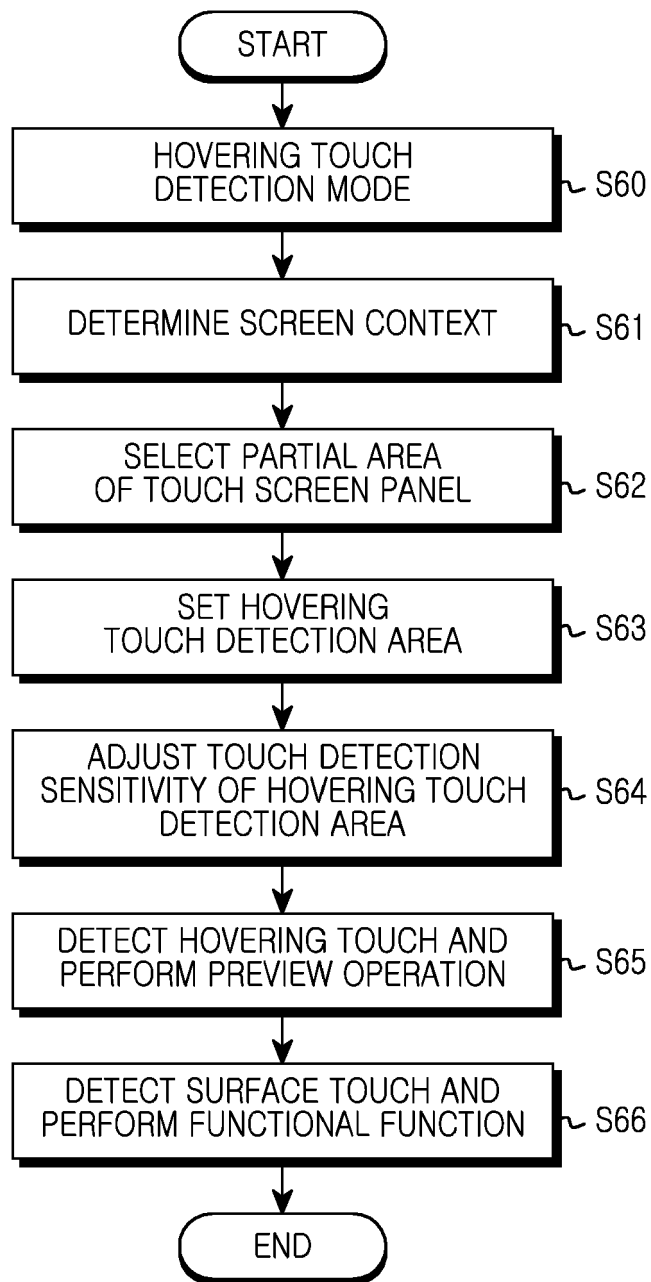 START
HOVERING TOUCH
DETECTION MODE
S60
DETERMINE SCREEN CONTEXT
S61
SELECT PARTIAL AREA
OF TOUCH SCREEN PANEL
S62
SET HOVERING
TOUCH DETECTION AREA
S63
ADJUST TOUCH DETECTION
SENSITIVITY OF HOVERING TOUCH
DETECTION AREA
S64
DETECT HOVERING TOUCH AND
PERFORM PREVIEW OPERATION
S65
DETECT SURFACE TOUCH AND
PERFORM FUNCTIONAL FUNCTION
S66
END